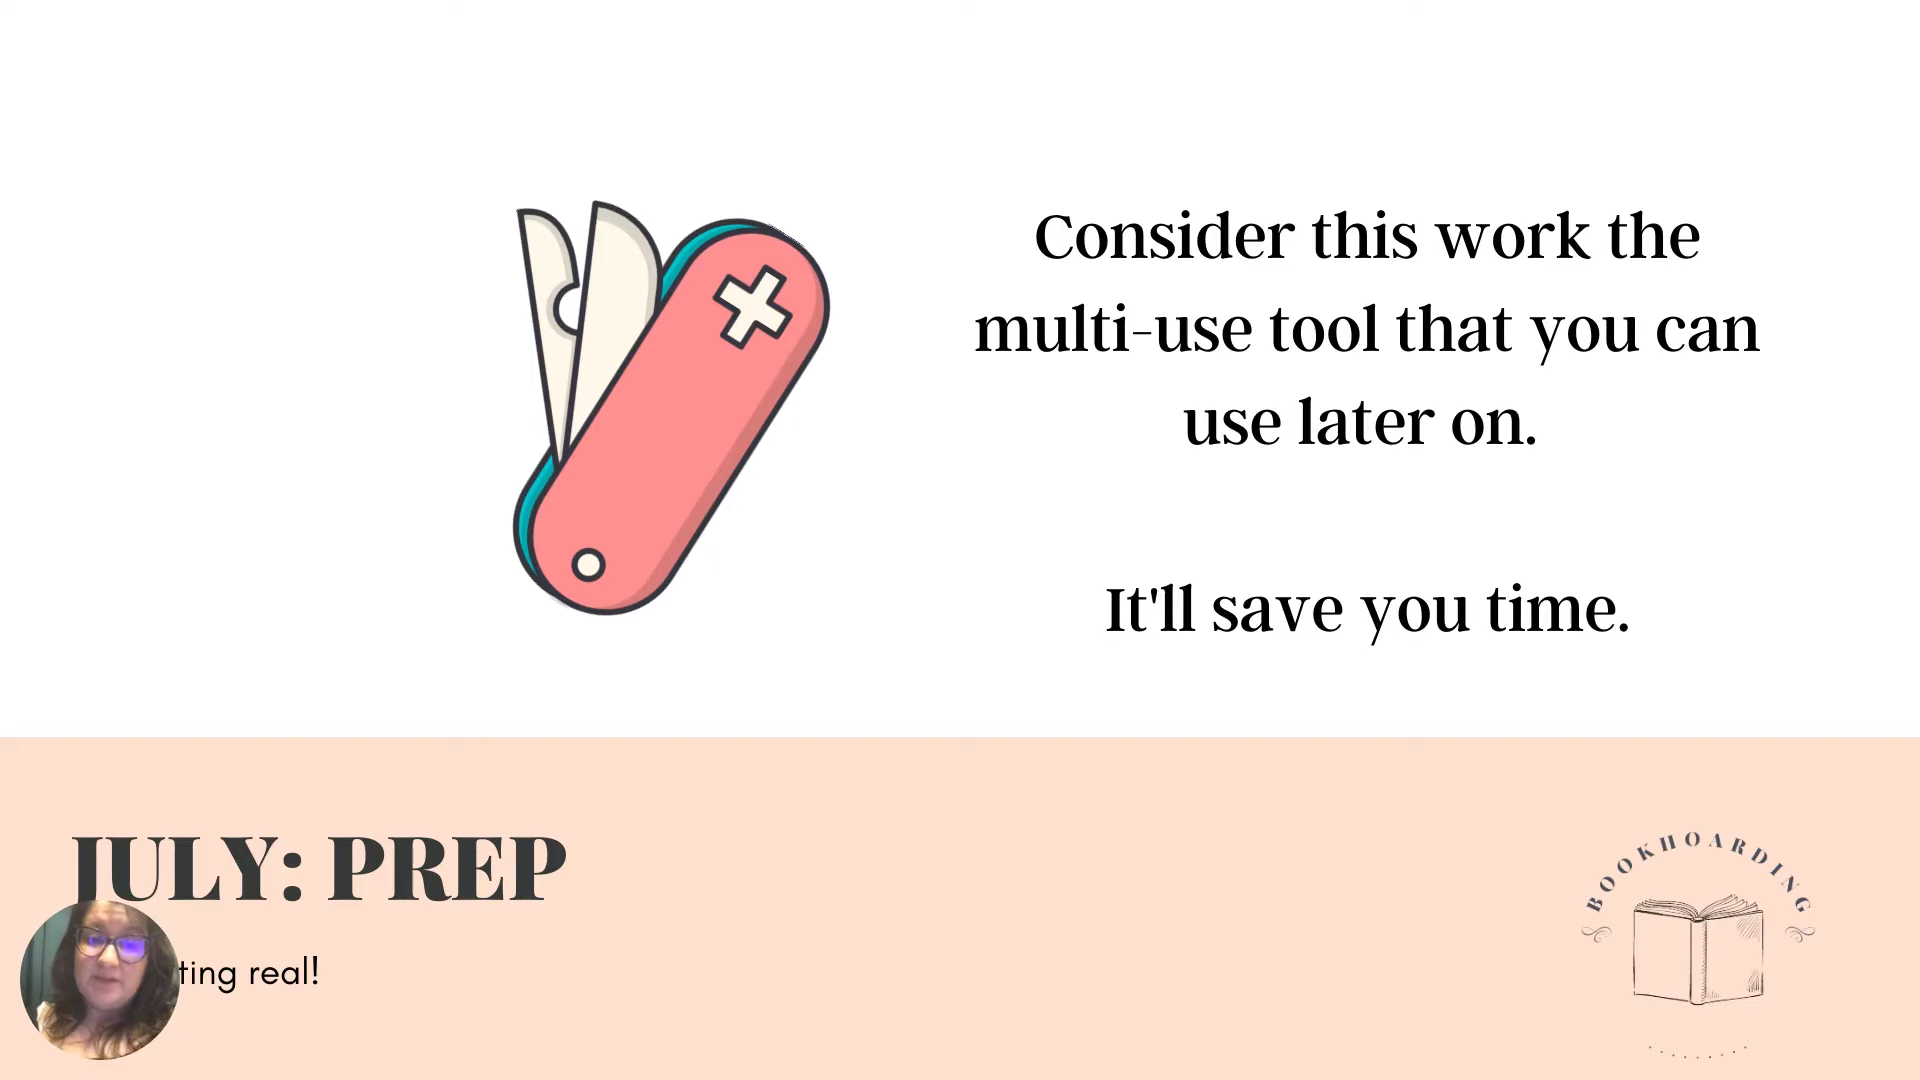 Consider this work the
multi-use tool that you can
use later on.
It'll save you time.
JULY: PREP
real!
BOOKHOARDING